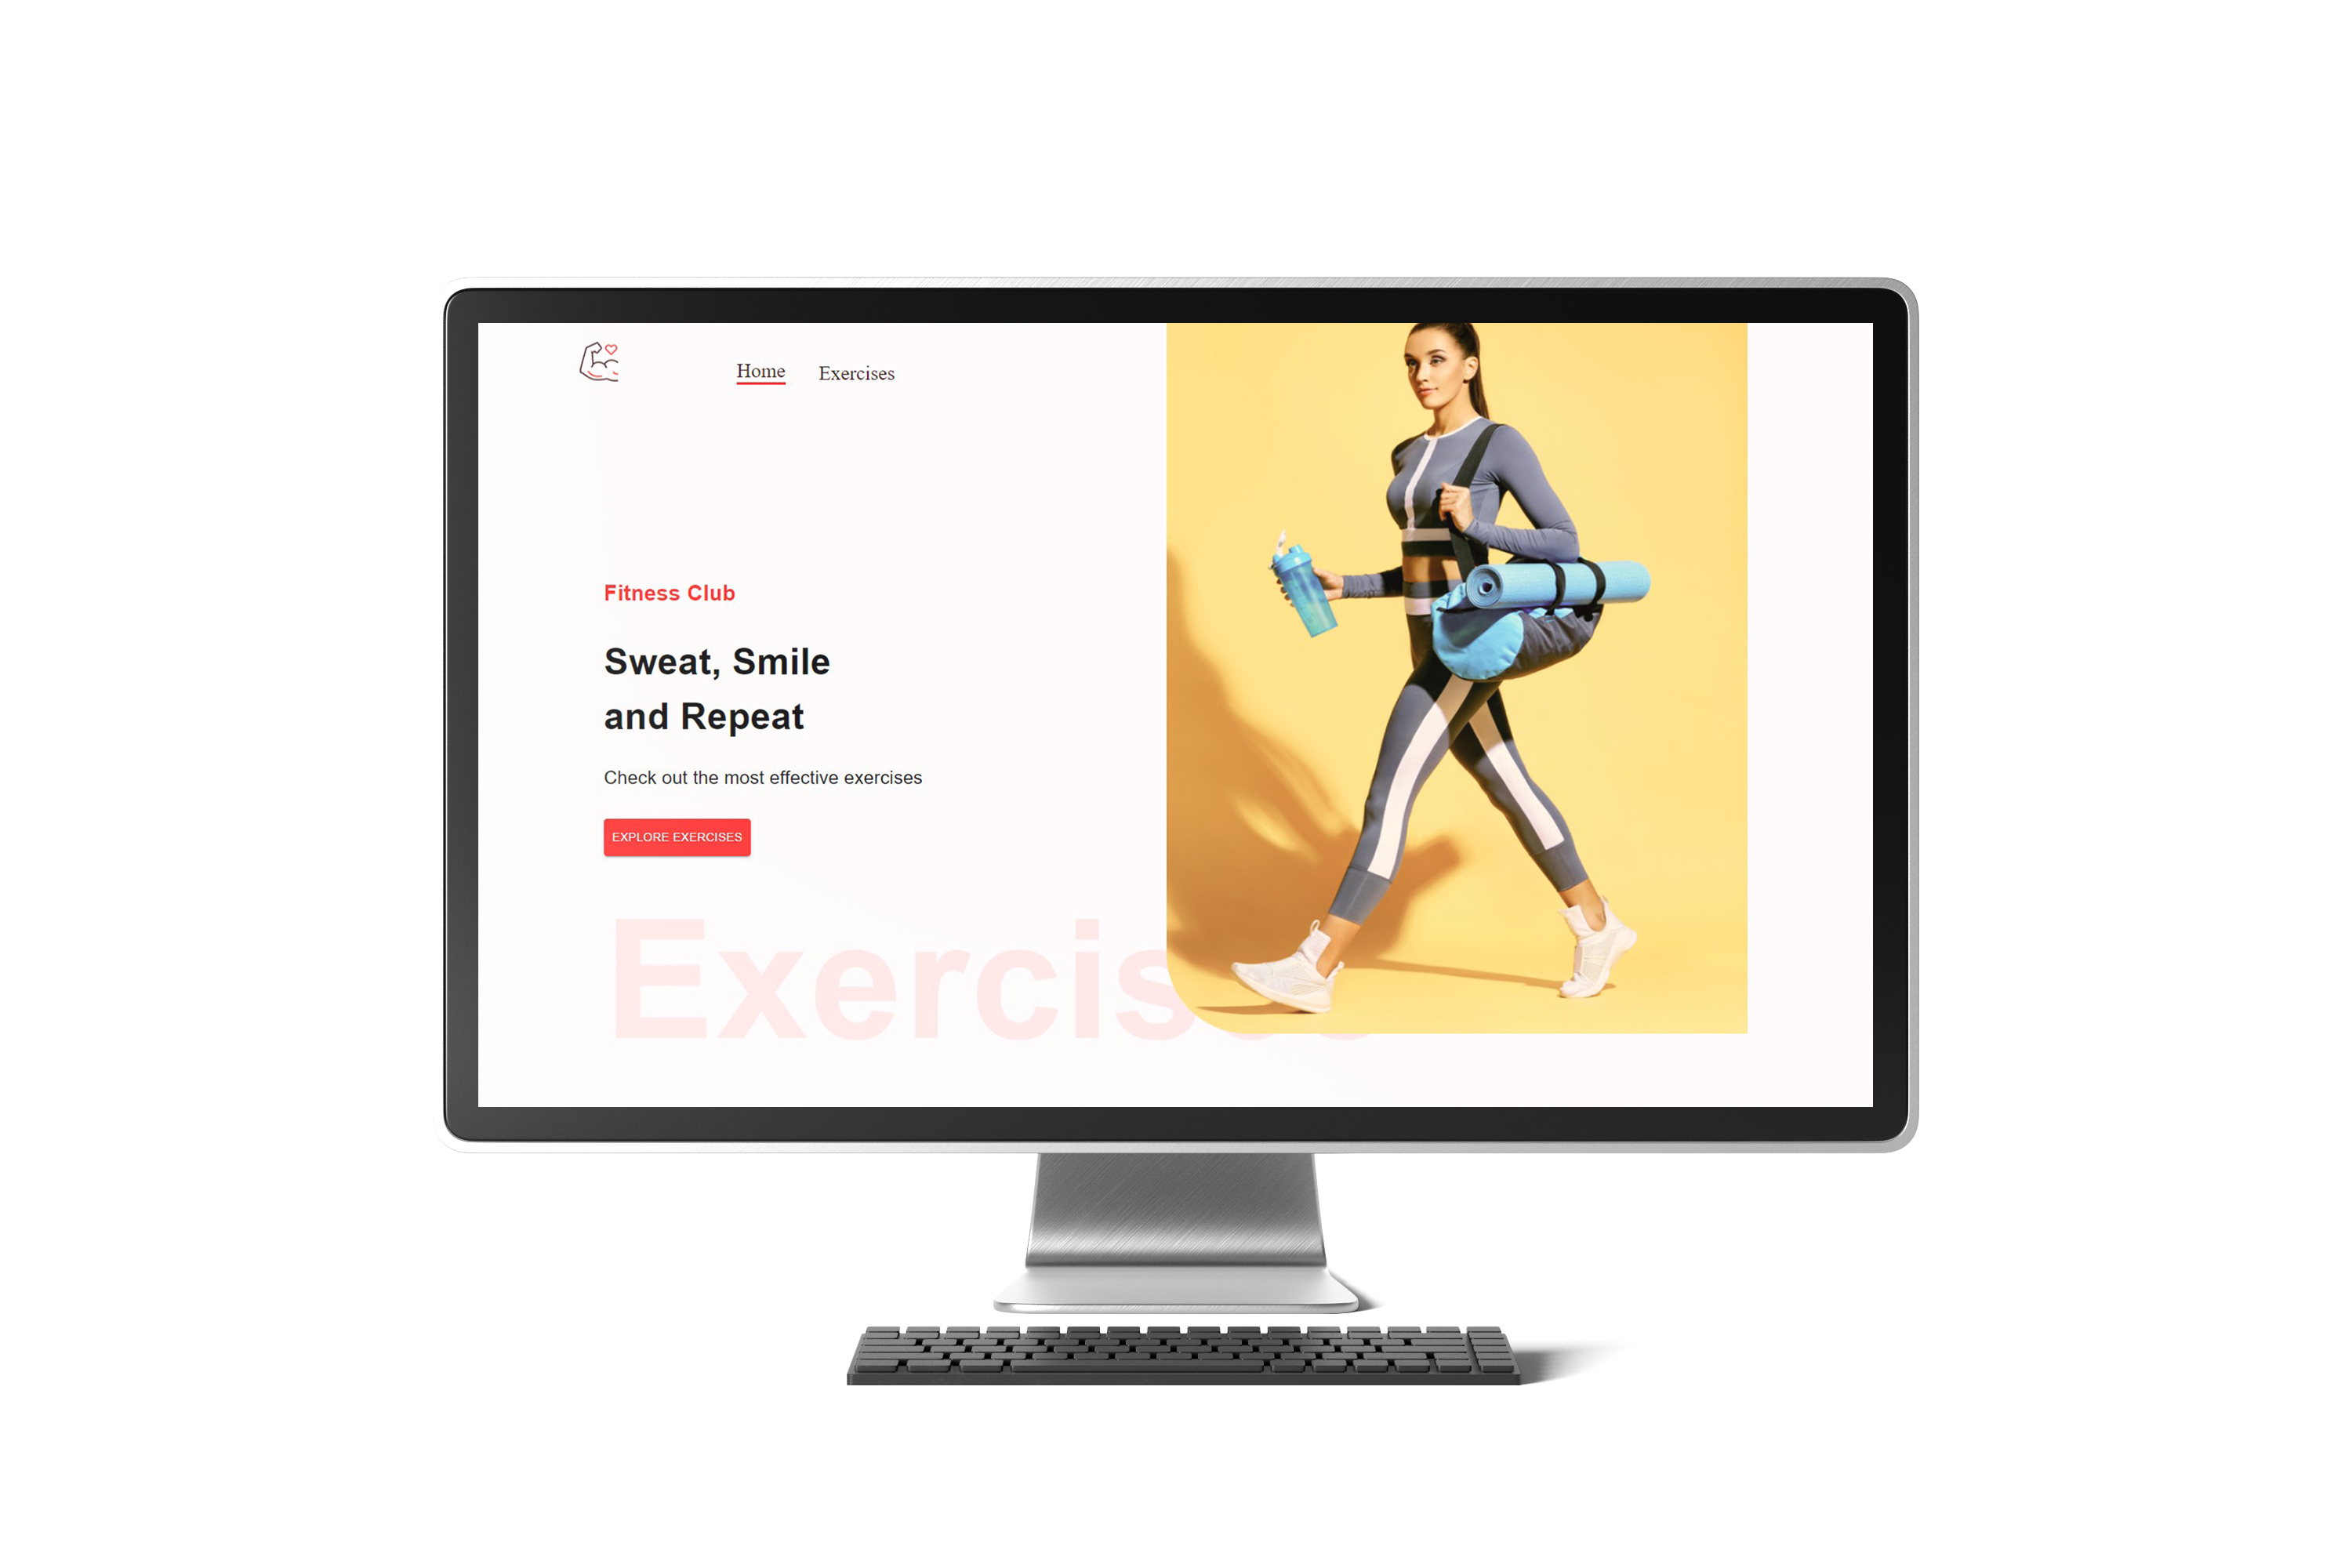 Home
Exercises
Fitness Club
Sweat, Smile
and Repeat
Check out the most effective exercises
EXPLORE EXERCISES
Exercis